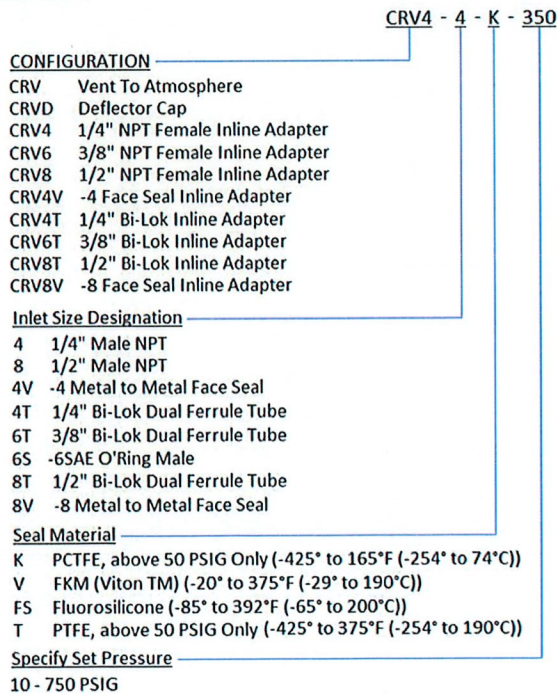 CRV4 - 4 - K - 350
CONFIGURATION
CRV Vent To Atmosphere
CRVD Deflector Cap
CRV4 1/4" NPT Female Inline Adapter
CRV6 3/8" NPT Female Inline Adapter
CRV8 1/2" NPT Female Inline Adapter
CRV4V -4 Face Seal Inline Adapter
CRV4T 1/4" Bi-Lok Inline Adapter
CRV6T 3/8" Bi-Lok Inline Adapter
CRV8T 1/2" Bi-Lok Inline Adapter
CRV8V -8 Face Seal Inline Adapter
Inlet Size Designation
4 1/4" Male NPT
8 1/2" Male NPT
4V -4 Metal to Metal Face Seal
4T 1/4" Bi-Lok Dual Ferrule Tube
6T 3/8" Bi-Lok Dual Ferrule Tube
6S -6SAE O'Ring Male
8T 1/2" Bi-Lok Dual Ferrule Tube
8V -8 Metal to Metal Face Seal
Seal Material
K PCTFE, above 50 PSIG Only (-425° to 165°F (-254° to 74°C))
V FKM (Viton TM) (-20° to 375°F (-29° to 190°C))
FS Fluorosilicone (-85° to 392°F (-65° to 200°C))
T PTFE, above 50 PSIG Only (-425° to 375°F (-254° to 190°C))
Specify Set Pressure
10 - 750 PSIG